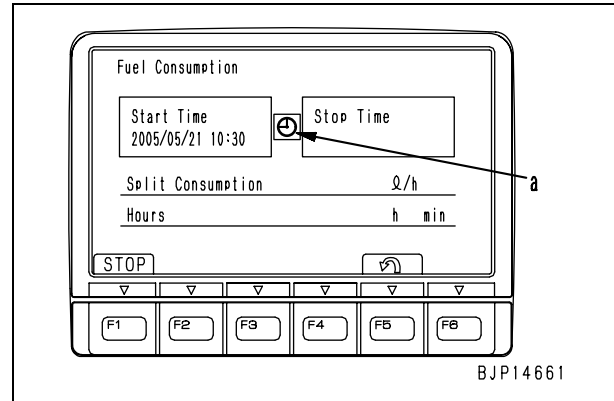 Fuel Consumption
Start Time
2005/05/21 10:30
Stop Time
a
Split Consumption ℓ/h
Hours h min
STOP
F1 F2 F3 F4 F5 F6
BJP14661